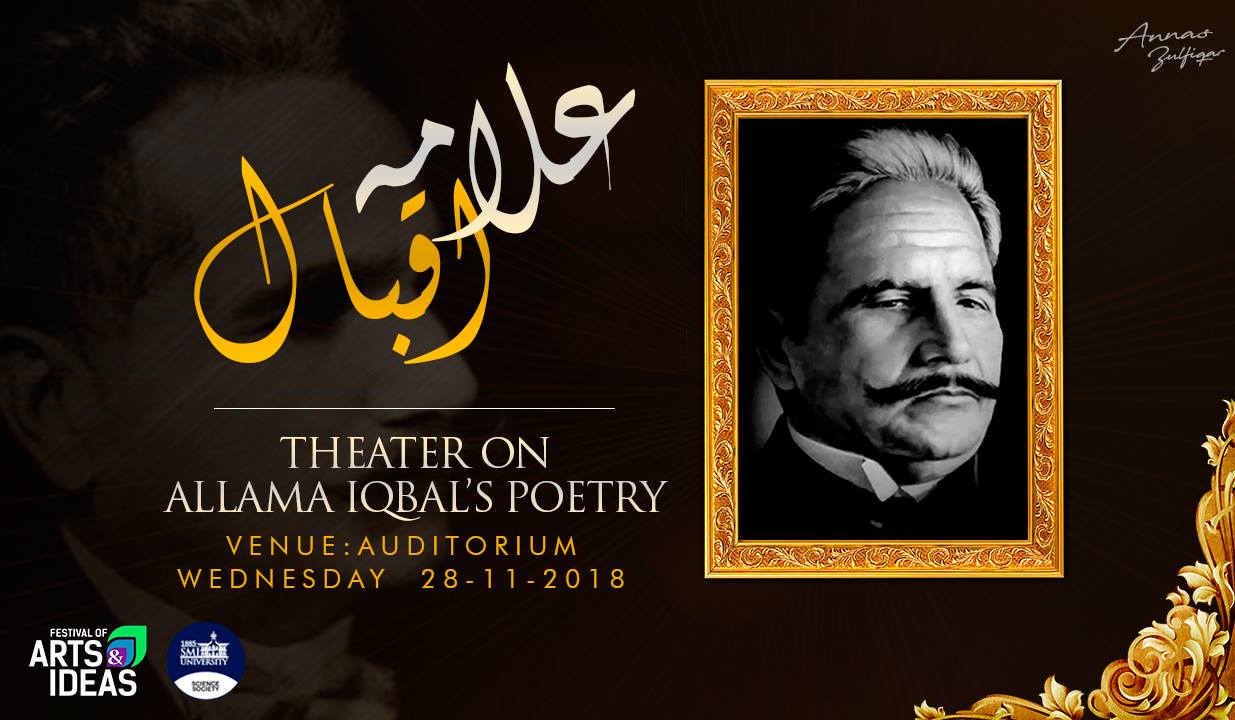 Annas
Zulfiqar
علامہ
اقبال
THEATER ON
ALLAMA IQBAL'S POETRY
VENUE:AUDITORIUM
WEDNESDAY 28-11-2018
FESTIVAL OF
ARTS &
IDEAS
1885
SMI
UNIVERSITY
SCIENCE
SOCIETY